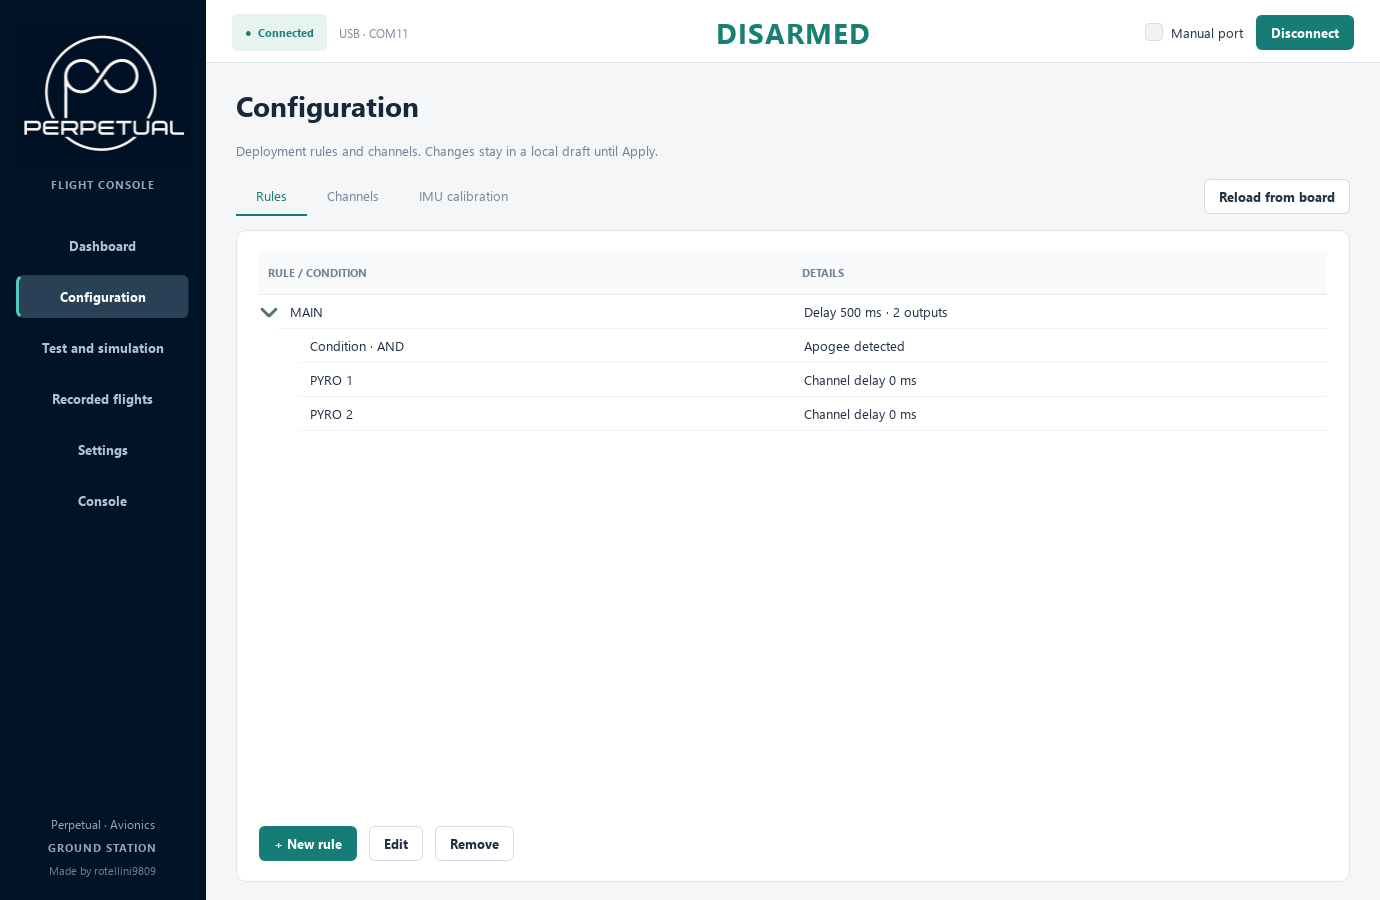 PERPETUAL
FLIGHT CONSOLE
Dashboard
Configuration
Test and simulation
Recorded flights
Settings
Console
Perpetual · Avionics
GROUND STATION
Made by rotellini9809
• Connected
USB · COM11
DISARMED
Manual port
Disconnect
Configuration
Deployment rules and channels. Changes stay in a local draft until Apply.
Rules
Channels
IMU calibration
Reload from board
RULE / CONDITION
DETAILS
MAIN
Delay 500 ms · 2 outputs
Condition · AND
Apogee detected
PYRO 1
Channel delay 0 ms
PYRO 2
Channel delay 0 ms
+ New rule
Edit
Remove